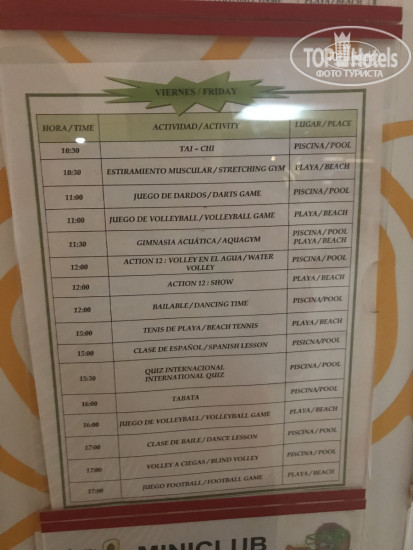 PLAYA/BEACH
TOP Hotels
ФОТО ТУРИСТА
VIERNES / FRIDAY
HORA / TIME ACTIVIDAD / ACTIVITY LUGAR / PLACE
10:30 TAI – CHI PISCINA/POOL
10:30 ESTIRAMIENTO MUSCULAR / STRETCHING GYM PLAYA/ BEACH
11:00 JUEGO DE DARDOS / DARTS GAME PISCINA/POOL
11:00 JUEGO DE VOLLEYBALL / VOLLEYBALL GAME PLAYA/ BEACH
11:30 GIMNASIA ACUÁTICA / AQUAGYM PISCINA/POOL
PLAYA/ BEACH
12:00 ACTION 12 : VOLLEY EN EL AGUA / WATER PISCINA/POOL
VOLLEY
12:00 ACTION 12 : SHOW PLAYA/ BEACH
12:00 BAILABLE / DANCING TIME PISCINA/POOL
15:00 TENIS DE PLAYA / BEACH TENNIS PLAYA/ BEACH
15:00 CLASE DE ESPAÑOL / SPANISH LESSON PISICNA/POOL
15:30 QUIZ INTERNACIONAL PISCINA/POOL
INTERNATIONAL QUIZ
16:00 TABATA PISCINA/POOL
16:00 JUEGO DE VOLLEYBALL / VOLLEYBALL GAME PLAYA/ BEACH
17:00 CLASE DE BAILE / DANCE LESSON PISCINA/POOL
17:00 VOLLEY A CIEGAS / BLIND VOLLEY PISCINA/POOL
17:00 JUEGO FOOTBALL / FOOTBALL GAME PLAYA/ BEACH
MINICLUB